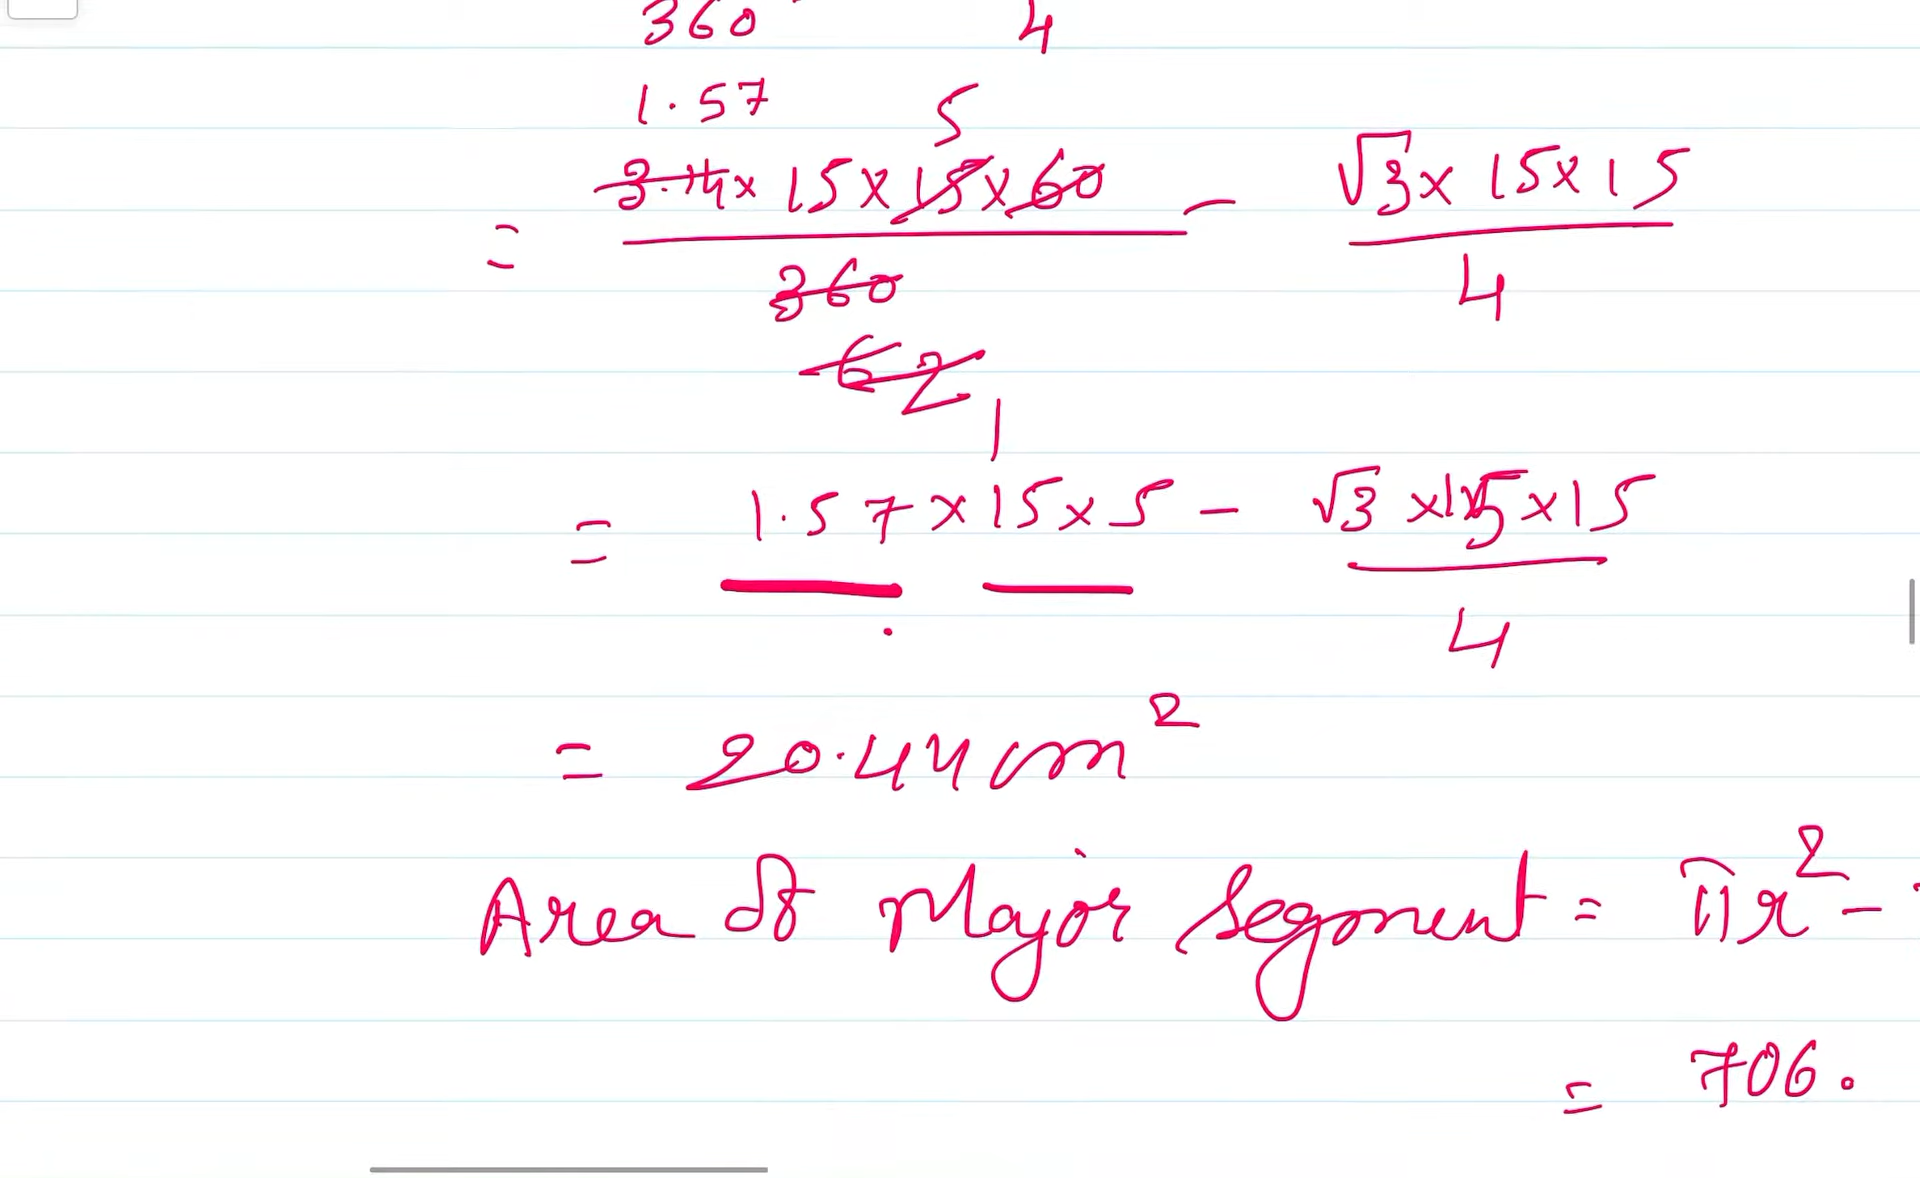 360 4
1.57 5
= 3.14 x 15 x 15 x 60 / 360 - √3 x 15 x 15 / 4
6 2
1
= 1.57 x 15 x 5 - √3 x 15 x 15 / 4
= 20.44 cm²
Area of Major Segment = πr² -
= 706.